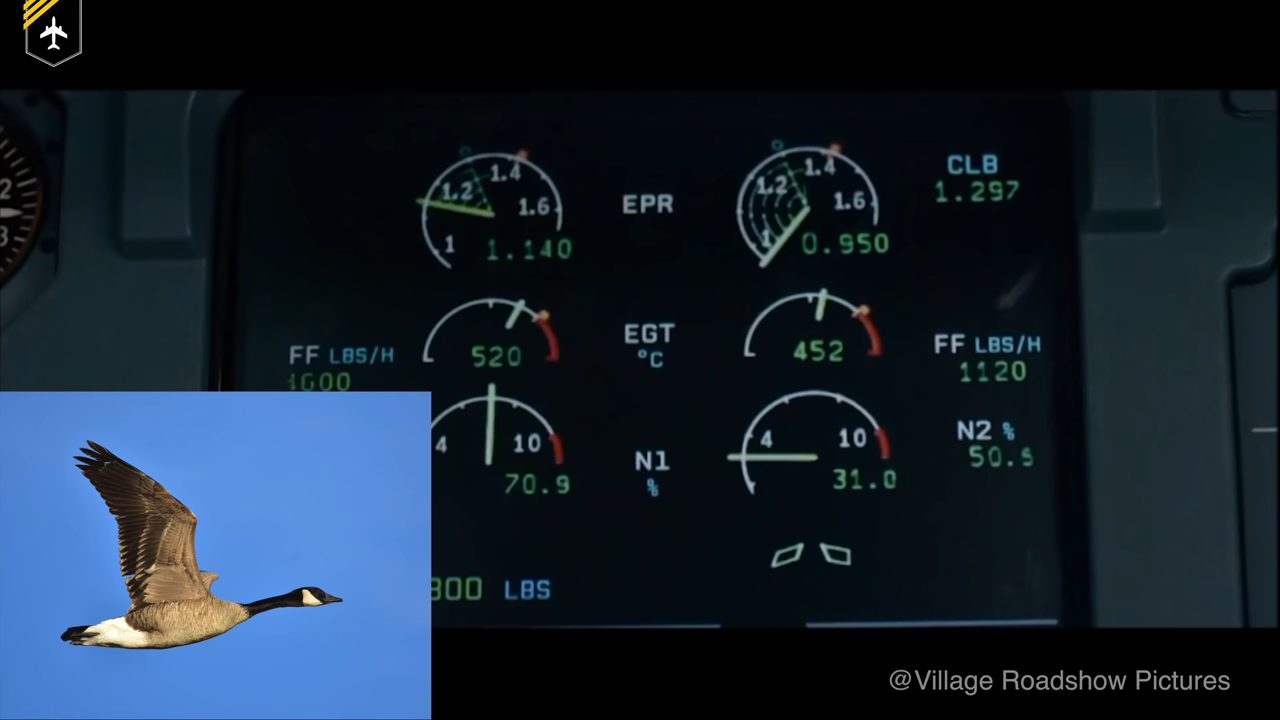 1.2 1.4 1.6 1
1.140
EPR
1.2 1.4 1.6 1
0.950
CLB
1.297
520
EGT
°C
452
FF LBS/H
FF LBS/H
1120
4 10
70.9
N1
%
4 10
31.0
N2 %
50.5
LBS
@Village Roadshow Pictures